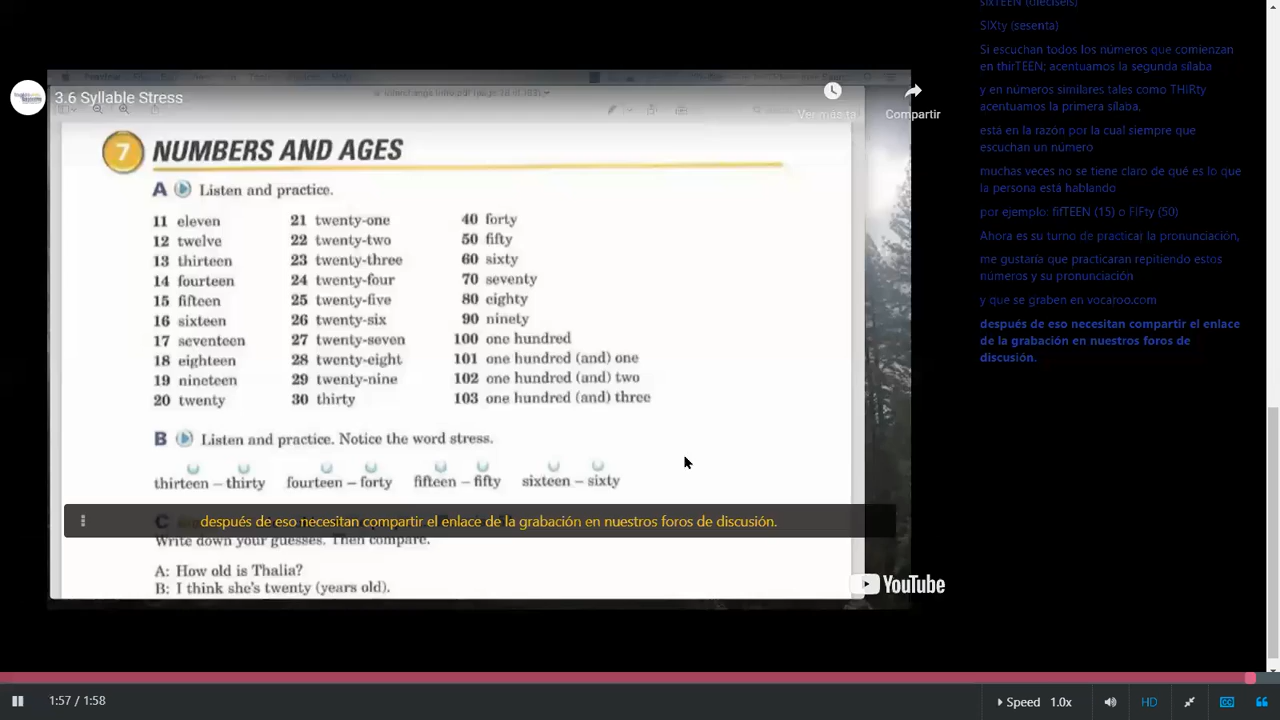 3.6 Syllable Stress
Ver más ta
Compartir
7 NUMBERS AND AGES
A Listen and practice.
11 eleven
12 twelve
13 thirteen
14 fourteen
15 fifteen
16 sixteen
17 seventeen
18 eighteen
19 nineteen
20 twenty
21 twenty-one
22 twenty-two
23 twenty-three
24 twenty-four
25 twenty-five
26 twenty-six
27 twenty-seven
28 twenty-eight
29 twenty-nine
30 thirty
40 forty
50 fifty
60 sixty
70 seventy
80 eighty
90 ninety
100 one hundred
101 one hundred (and) one
102 one hundred (and) two
103 one hundred (and) three
B Listen and practice. Notice the word stress.
thirteen – thirty fourteen – forty fifteen – fifty sixteen – sixty
C
después de eso necesitan compartir el enlace de la grabación en nuestros foros de discusión.
Write down your guesses. Then compare.
A: How old is Thalia?
B: I think she's twenty (years old).
YouTube
sixTEEN (dieciséis)
SIXty (sesenta)
Si escuchan todos los números que comienzan
en thirTEEN; acentuamos la segunda sílaba
y en números similares tales como THIRty
acentuamos la primera sílaba,
está en la razón por la cual siempre que
escuchan un número
muchas veces no se tiene claro de qué es lo que
la persona está hablando
por ejemplo: fifTEEN (15) o FIFty (50)
Ahora es su turno de practicar la pronunciación,
me gustaría que practicaran repitiendo estos
números y su pronunciación
y que se graben en vocaroo.com
después de eso necesitan compartir el enlace
de la grabación en nuestros foros de
discusión.
1:57 / 1:58
Speed 1.0x
HD